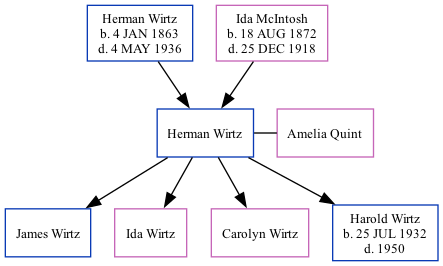 Herman Wirtz
b. 4 JAN 1863
d. 4 MAY 1936
Ida McIntosh
b. 18 AUG 1872
d. 25 DEC 1918
Herman Wirtz
Amelia Quint
James Wirtz
Ida Wirtz
Carolyn Wirtz
Harold Wirtz
b. 25 JUL 1932
d. 1950